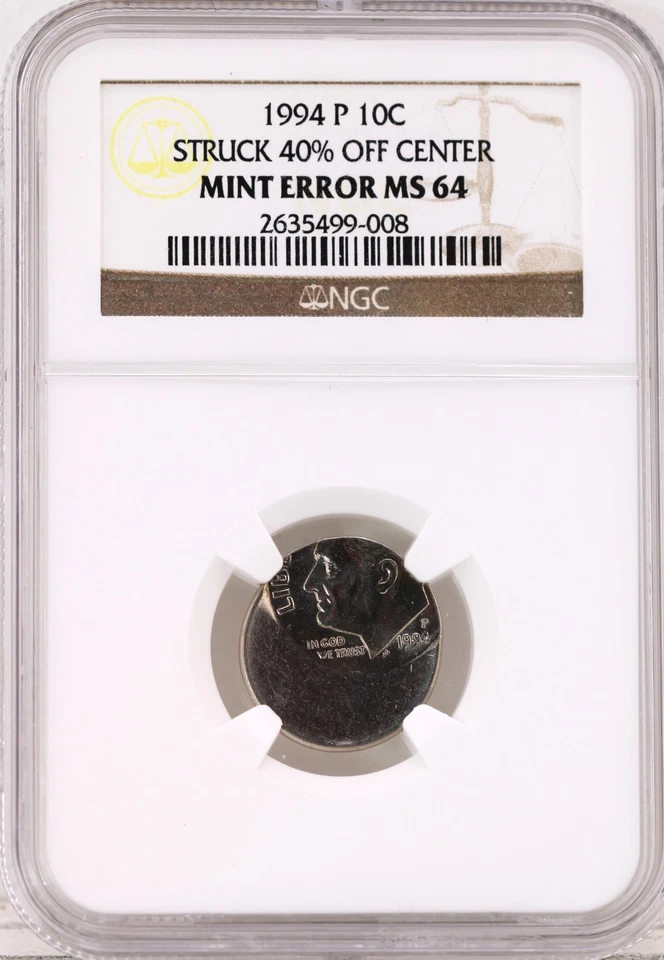 1994 P 10C
STRUCK 40% OFF CENTER
MINT ERROR MS 64
2635499-008
NGC
LIB
IN GOD
WE TRUST
P
1994